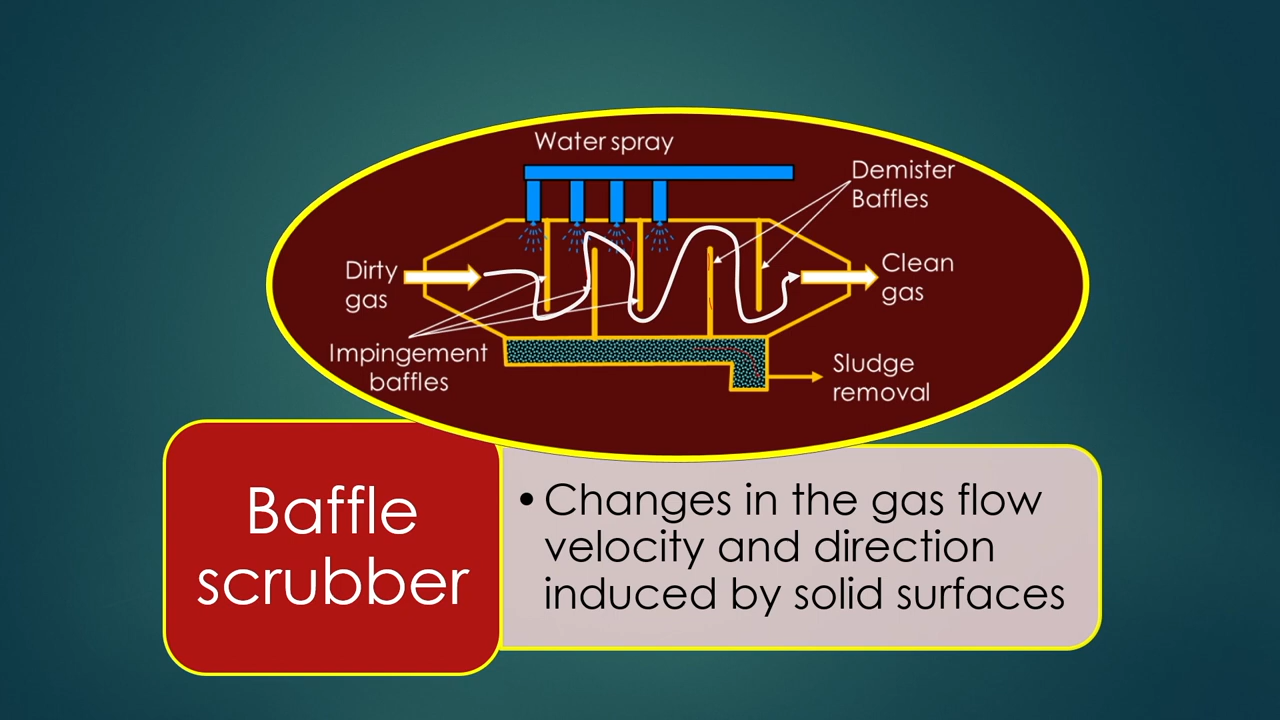 Water spray
Demister
Baffles
Dirty
gas
Clean
gas
Impingement
baffles
Sludge
removal
Baffle
scrubber
• Changes in the gas flow
velocity and direction
induced by solid surfaces